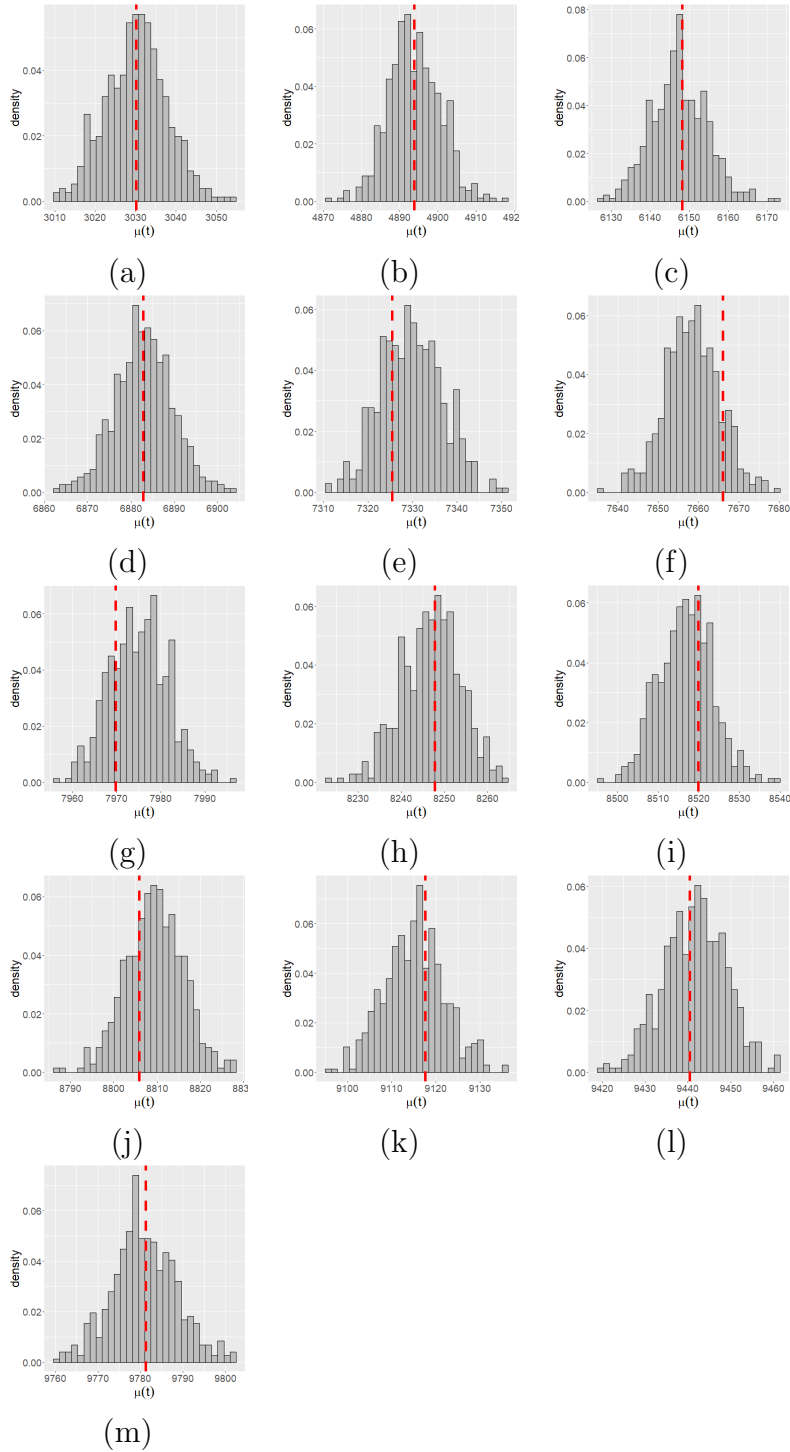 density
0.04
0.02
0.00
3010 3020 3030 3040 3050
μ(t)
(a)
density
0.06
0.04
0.02
0.00
4870 4880 4890 4900 4910 492
μ(t)
(b)
density
0.08
0.06
0.04
0.02
0.00
6130 6140 6150 6160 6170
μ(t)
(c)
density
0.06
0.04
0.02
0.00
6860 6870 6880 6890 6900
μ(t)
(d)
density
0.06
0.04
0.02
0.00
7310 7320 7330 7340 7350
μ(t)
(e)
density
0.06
0.04
0.02
0.00
7640 7650 7660 7670 7680
μ(t)
(f)
density
0.06
0.04
0.02
0.00
7960 7970 7980 7990
μ(t)
(g)
density
0.06
0.04
0.02
0.00
8230 8240 8250 8260
μ(t)
(h)
density
0.06
0.04
0.02
0.00
8500 8510 8520 8530 8540
μ(t)
(i)
density
0.06
0.04
0.02
0.00
8790 8800 8810 8820 883
μ(t)
(j)
density
0.06
0.04
0.02
0.00
9100 9110 9120 9130
μ(t)
(k)
density
0.06
0.04
0.02
0.00
9420 9430 9440 9450 9460
μ(t)
(l)
density
0.06
0.04
0.02
0.00
9760 9770 9780 9790 9800
μ(t)
(m)